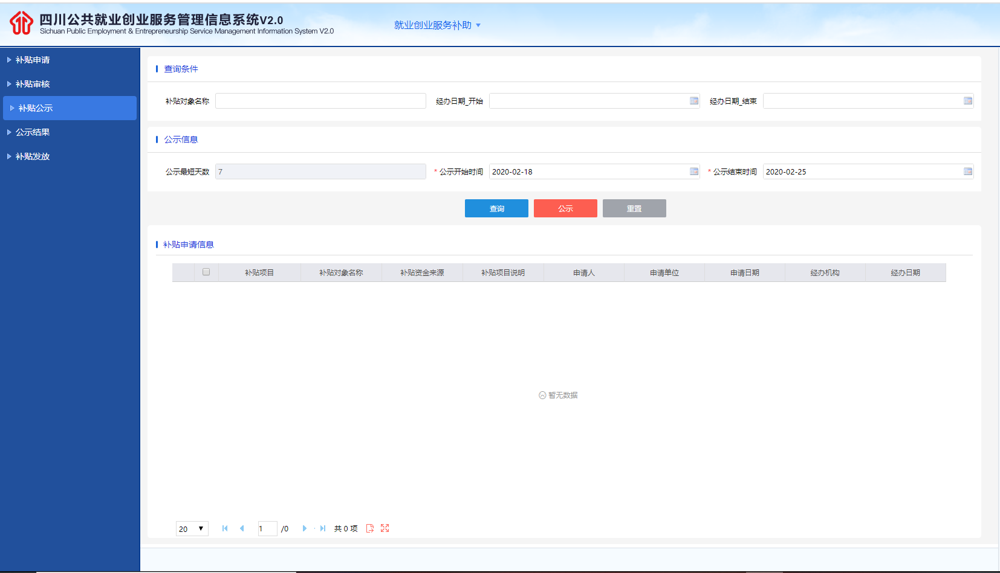 四川公共就业创业服务管理信息系统V2.0
Sichuan Public Employment & Entrepreneurship Service Management Information System V2.0
就业创业服务补助
补贴申请
补贴审核
补贴公示
公示结果
补贴发放
查询条件
补贴对象名称 经办日期_开始 经办日期_结束
公示信息
公示最短天数 7 * 公示开始时间 2020-02-18 * 公示结束时间 2020-02-25
查询 公示 重置
补贴申请信息
补贴项目 补贴对象名称 补贴资金来源 补贴项目说明 申请人 申请单位 申请日期 经办机构 经办日期
暂无数据
20 1 /0 共 0 项